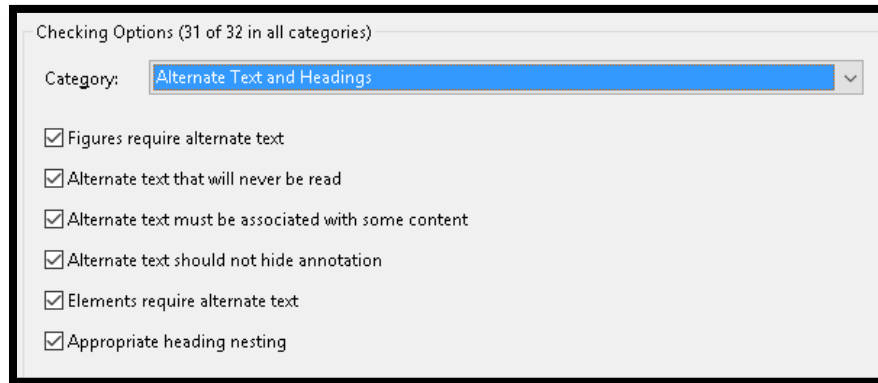 Checking Options (31 of 32 in all categories)
Category: Alternate Text and Headings
Figures require alternate text
Alternate text that will never be read
Alternate text must be associated with some content
Alternate text should not hide annotation
Elements require alternate text
Appropriate heading nesting